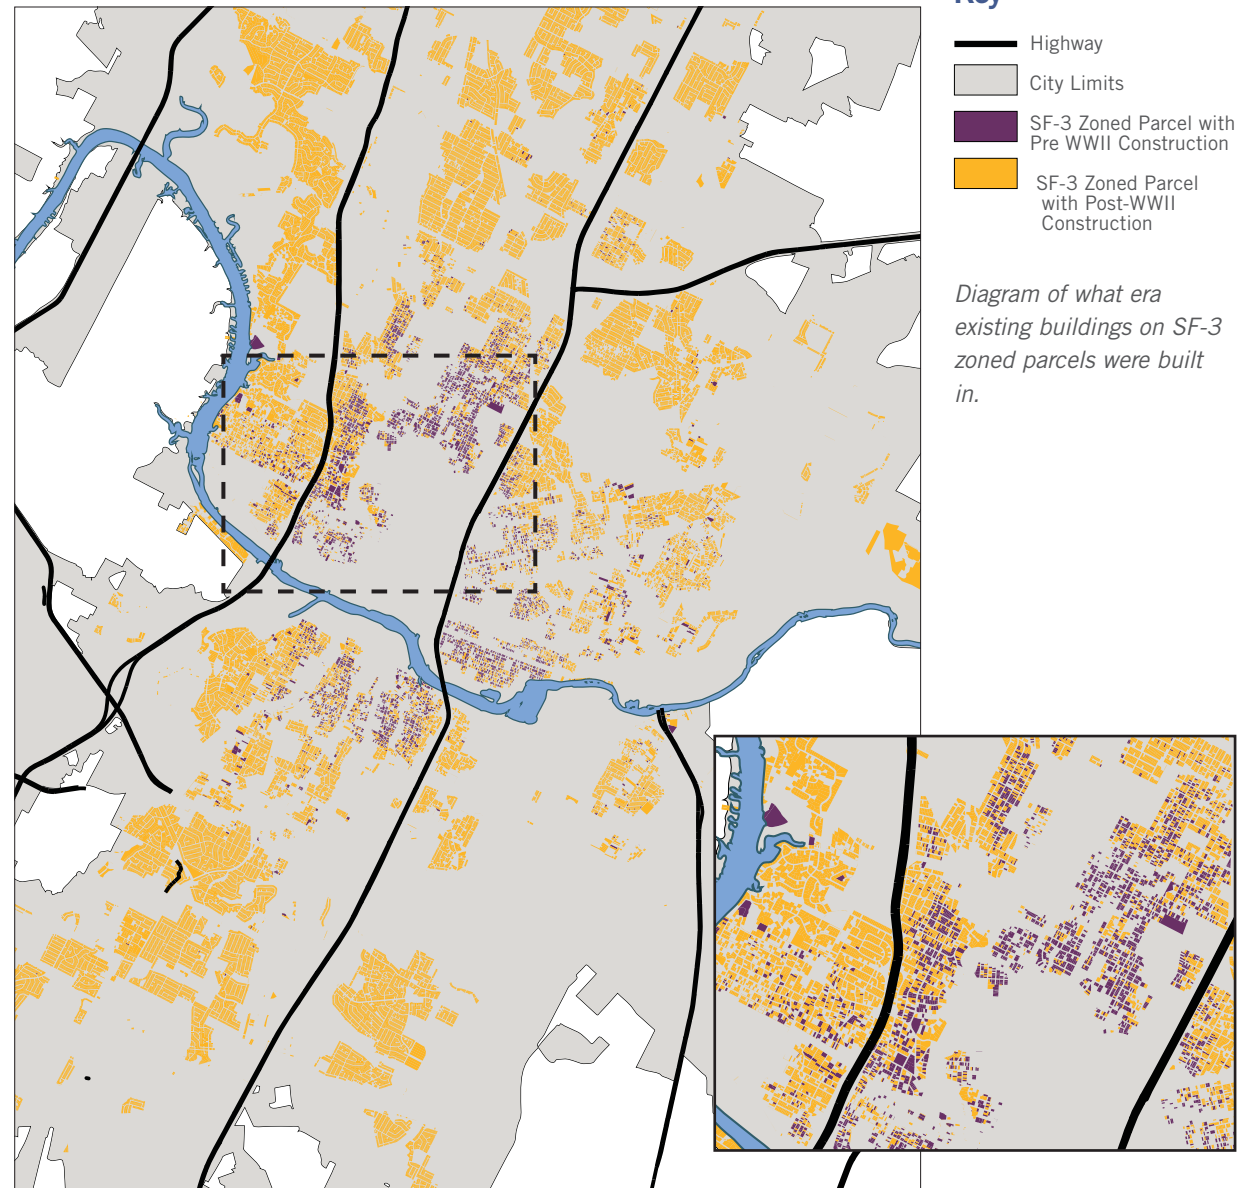 Key
Highway
City Limits
SF-3 Zoned Parcel with
Pre WWII Construction
SF-3 Zoned Parcel
with Post-WWII
Construction
Diagram of what era
existing buildings on SF-3
zoned parcels were built
in.